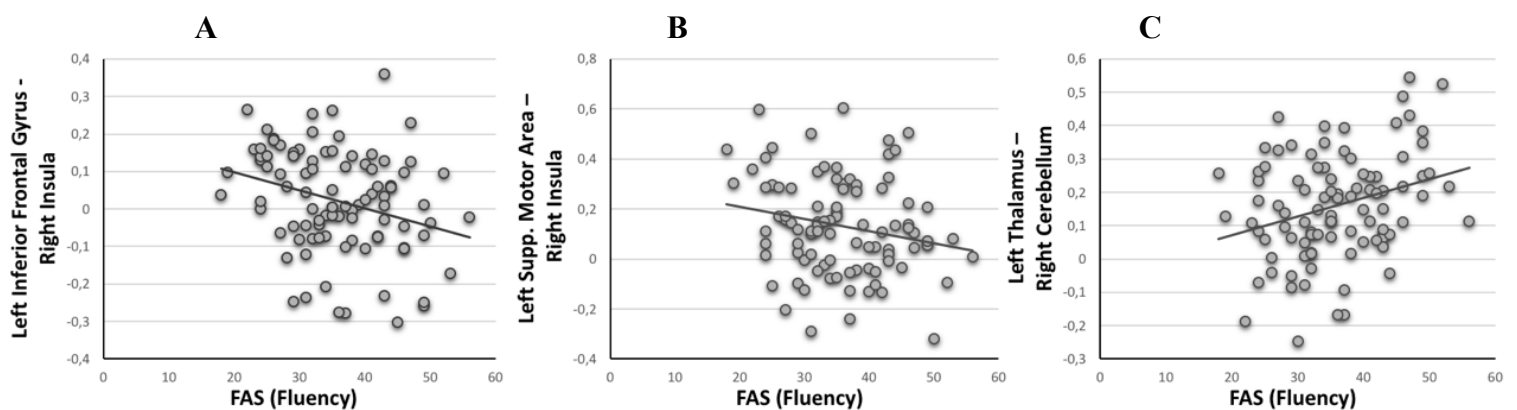 A
B
C
Left Inferior Frontal Gyrus -
Right Insula
0,4
0,3
0,2
0,1
0
-0,1
-0,2
-0,3
-0,4
0 10 20 30 40 50 60
FAS (Fluency)
Left Supp. Motor Area –
Right Insula
0,8
0,6
0,4
0,2
0
-0,2
-0,4
0 10 20 30 40 50 60
FAS (Fluency)
Left Thalamus –
Right Cerebellum
0,6
0,5
0,4
0,3
0,2
0,1
0
-0,1
-0,2
-0,3
0 10 20 30 40 50 60
FAS (Fluency)